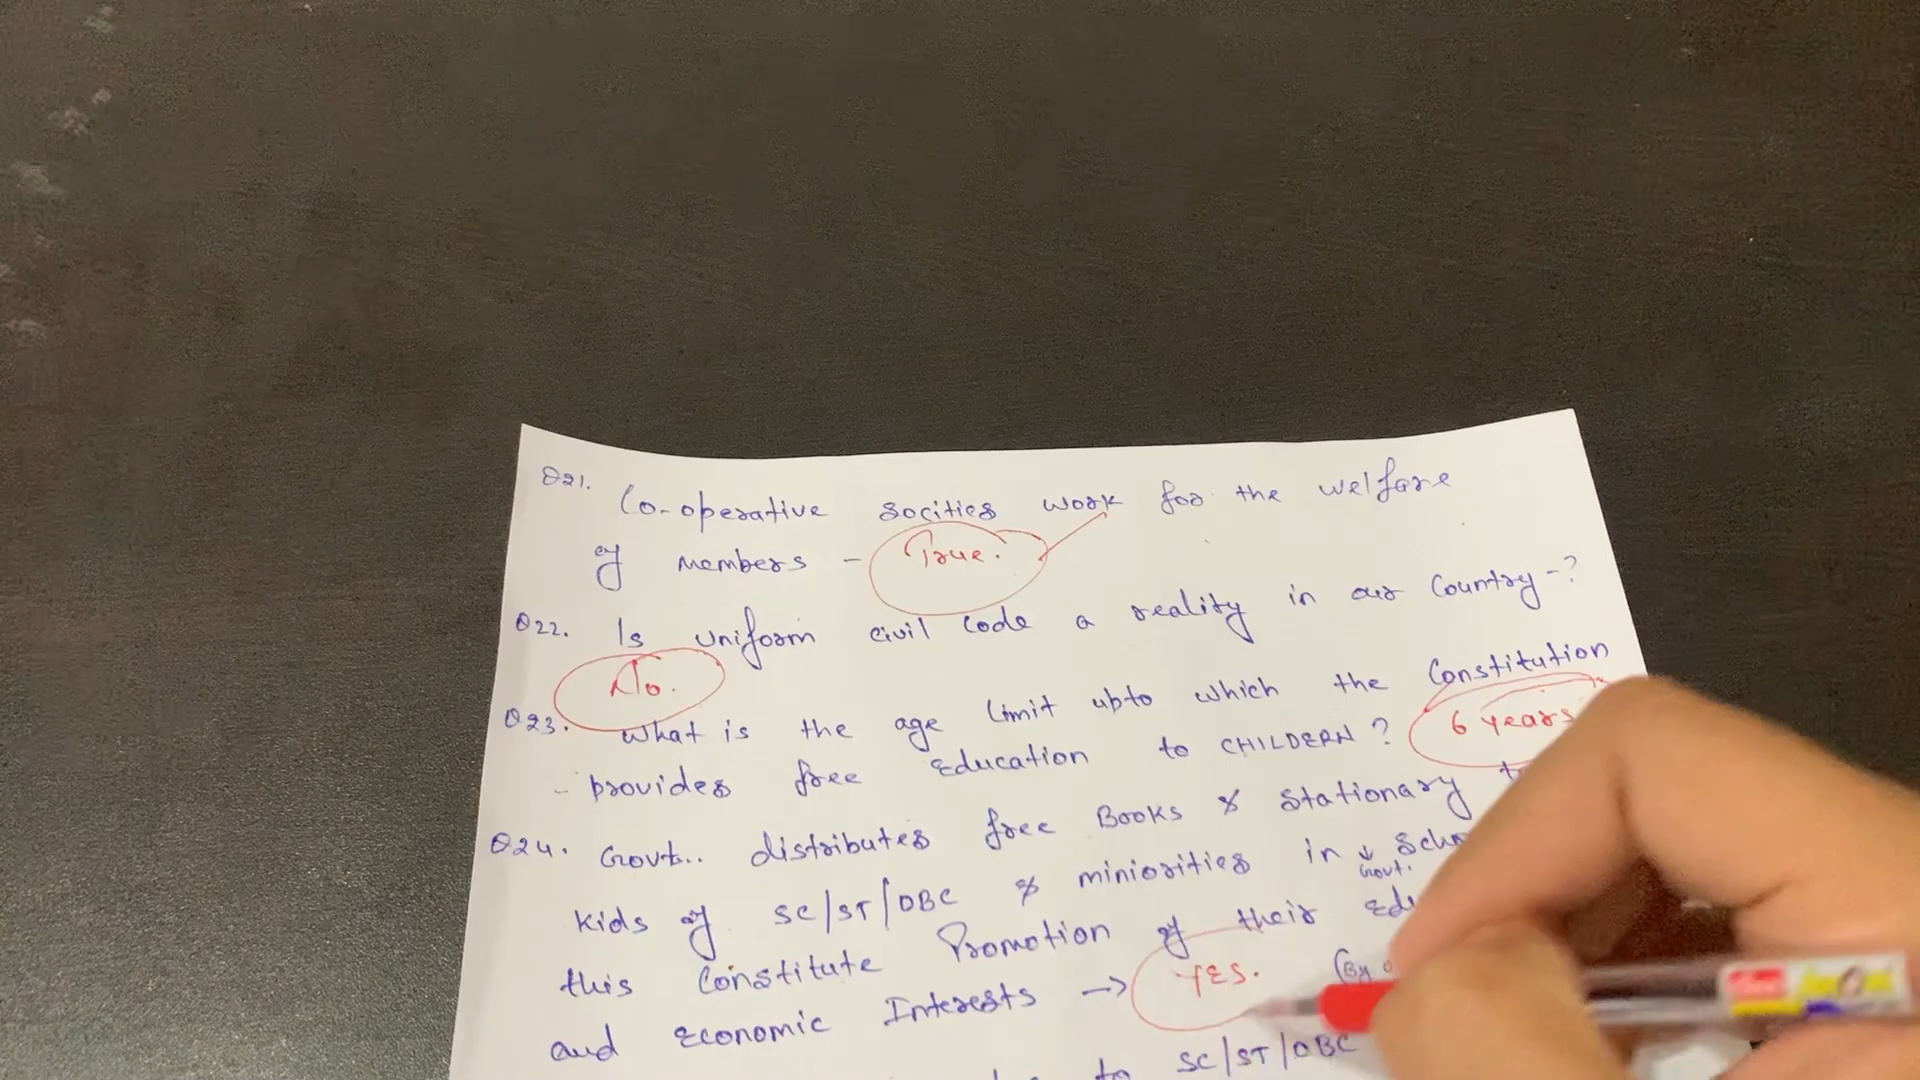 Q21. Co-operative socities work for the welfare
of members - True.
Q22. Is uniform civil code a reality in our Country-?
No.
Q23. What is the age limit upto which the Constitution
- provides free Education to CHILDERN? 6 years
Q24. Govt.. distributes free Books & Stationary
kids of SC/ST/OBC & miniorities in
Govt.
this Constitute Promotion of their
and Economic Interests → YES. (By
to SC/ST/OBC